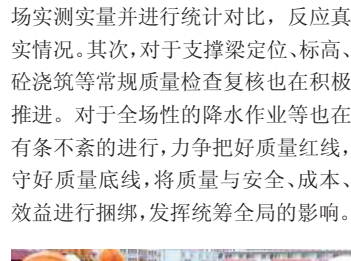 场实测实量并进行统计对比，反应真
实情况。其次，对于支撑梁定位、标高、
砼浇筑等常规质量检查复核也在积极
推进。对于全场性的降水作业等也在
有条不紊的进行，力争把好质量红线，
守好质量底线，将质量与安全、成本、
效益进行捆绑，发挥统筹全局的影响。